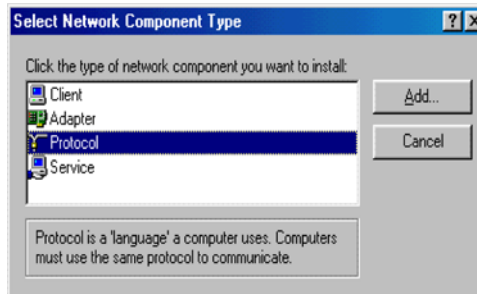 Select Network Component Type
Click the type of network component you want to install:
Client
Add...
Adapter
Protocol
Cancel
Service
Protocol is a 'language' a computer uses. Computers
must use the same protocol to communicate.